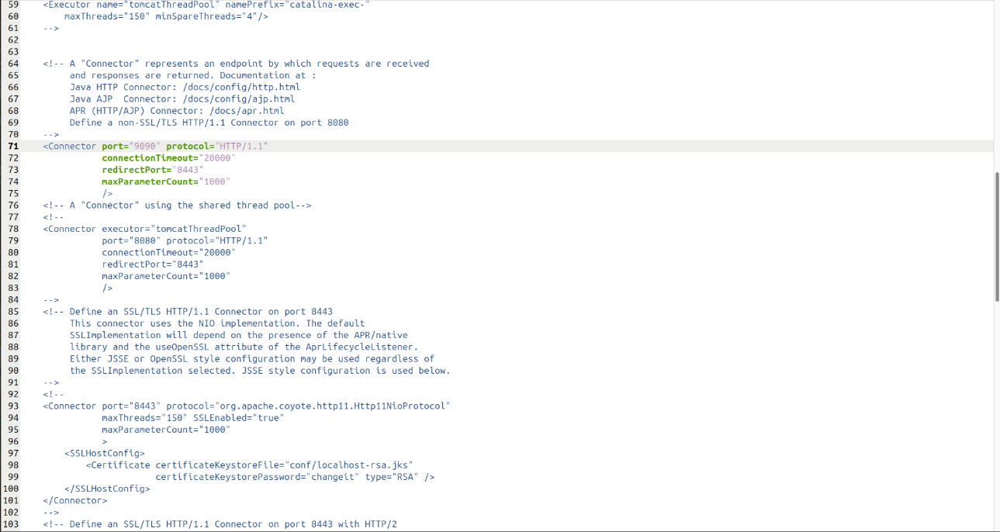 59 <Executor name="tomcatThreadPool" namePrefix="catalina-exec-"
60 maxThreads="150" minSpareThreads="4"/>
61 -->
62
63
64 <!-- A "Connector" represents an endpoint by which requests are received
65 and responses are returned. Documentation at :
66 Java HTTP Connector: /docs/config/http.html
67 Java AJP  Connector: /docs/config/ajp.html
68 APR (HTTP/AJP) Connector: /docs/apr.html
69 Define a non-SSL/TLS HTTP/1.1 Connector on port 8080
70 -->
71 <Connector port="9090" protocol="HTTP/1.1"
72 connectionTimeout="20000"
73 redirectPort="8443"
74 maxParameterCount="1000"
75 />
76 <!-- A "Connector" using the shared thread pool-->
77 <!--
78 <Connector executor="tomcatThreadPool"
79 port="8080" protocol="HTTP/1.1"
80 connectionTimeout="20000"
81 redirectPort="8443"
82 maxParameterCount="1000"
83 />
84 -->
85 <!-- Define an SSL/TLS HTTP/1.1 Connector on port 8443
86 This connector uses the NIO implementation. The default
87 SSLImplementation will depend on the presence of the APR/native
88 library and the useOpenSSL attribute of the AprLifecycleListener.
89 Either JSSE or OpenSSL style configuration may be used regardless of
90 the SSLImplementation selected. JSSE style configuration is used below.
91 -->
92 <!--
93 <Connector port="8443" protocol="org.apache.coyote.http11.Http11NioProtocol"
94 maxThreads="150" SSLEnabled="true"
95 maxParameterCount="1000"
96 >
97 <SSLHostConfig>
98 <Certificate certificateKeystoreFile="conf/localhost-rsa.jks"
99 certificateKeystorePassword="changeit" type="RSA" />
100 </SSLHostConfig>
101 </Connector>
102 -->
103 <!-- Define an SSL/TLS HTTP/1.1 Connector on port 8443 with HTTP/2